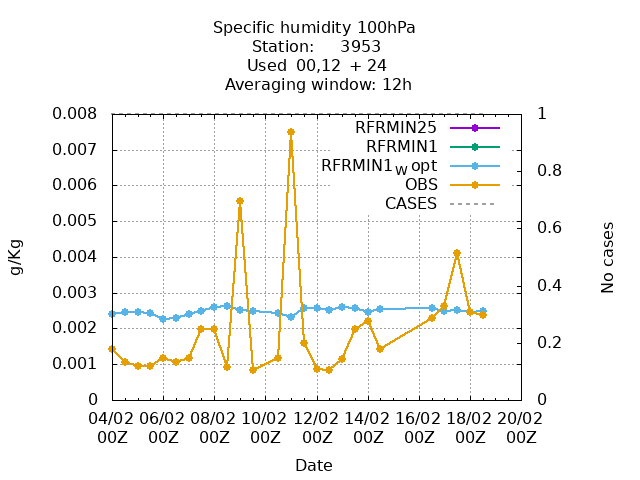 Specific humidity 100hPa
Station: 3953
Used 00,12 + 24
Averaging window: 12h
0.008
0.007
0.006
0.005
0.004
0.003
0.002
0.001
0
1
0.8
0.6
0.4
0.2
0
g/Kg
No cases
RFRMIN25
RFRMIN1
RFRMIN1wopt
OBS
CASES
04/02 06/02 08/02 10/02 12/02 14/02 16/02 18/02 20/02
00Z 00Z 00Z 00Z 00Z 00Z 00Z 00Z 00Z
Date